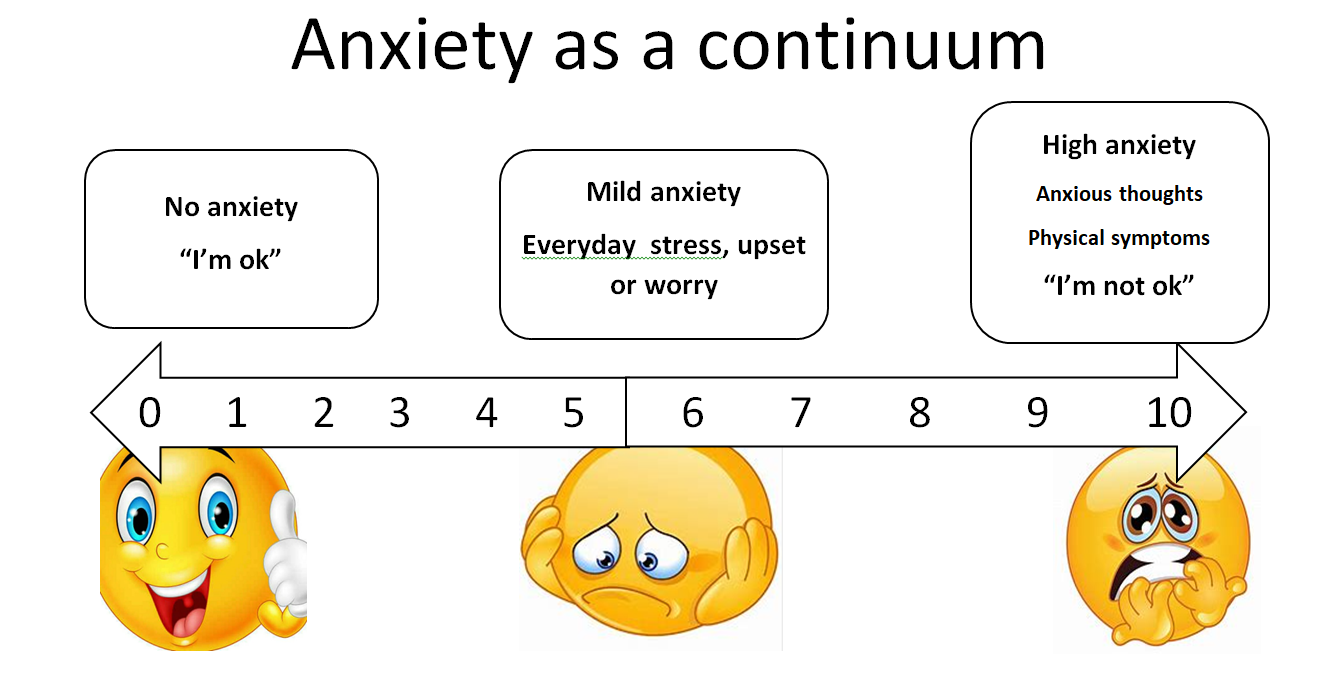 Anxiety as a continuum
No anxiety
“I’m ok”
Mild anxiety
Everyday  stress, upset
or worry
High anxiety
Anxious thoughts
Physical symptoms
“I’m not ok”
0 1 2 3 4 5 6 7 8 9 10